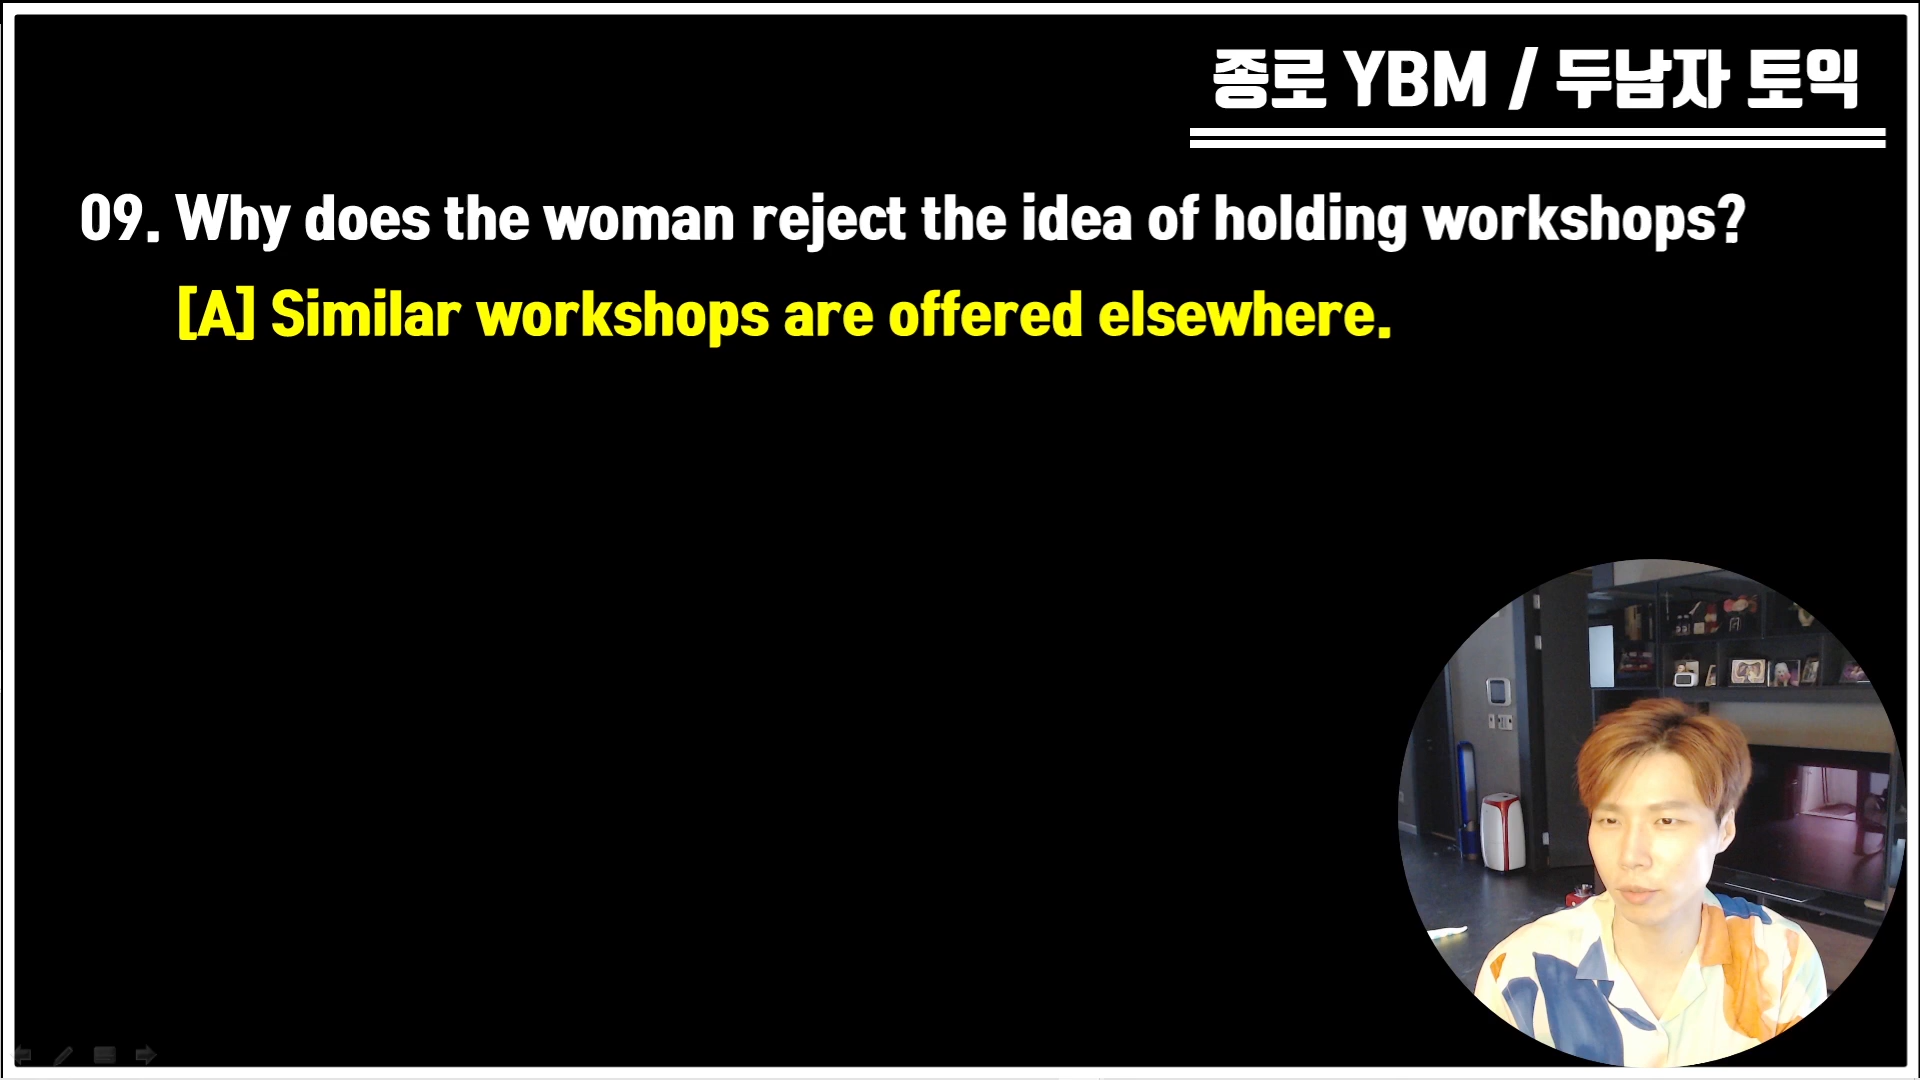 종로 YBM / 두남자 토익
09. Why does the woman reject the idea of holding workshops?
[A] Similar workshops are offered elsewhere.